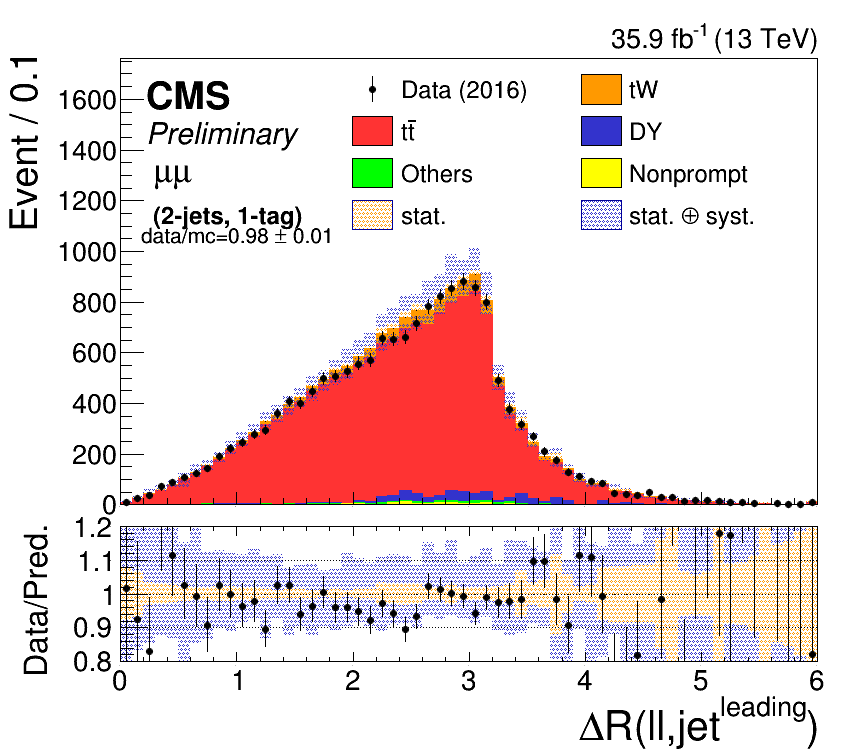 35.9 fb⁻¹ (13 TeV)
Event / 0.1
CMS
Preliminary
μμ
(2-jets, 1-tag)
data/mc=0.98 ± 0.01
Data (2016)
tW
tt̄
DY
Others
Nonprompt
stat.
stat. ⊕ syst.
1600
1400
1200
1000
800
600
400
200
0
Data/Pred.
1.2
1.1
1
0.9
0.8
0 1 2 3 4 5 6
ΔR(ll,jet^leading)